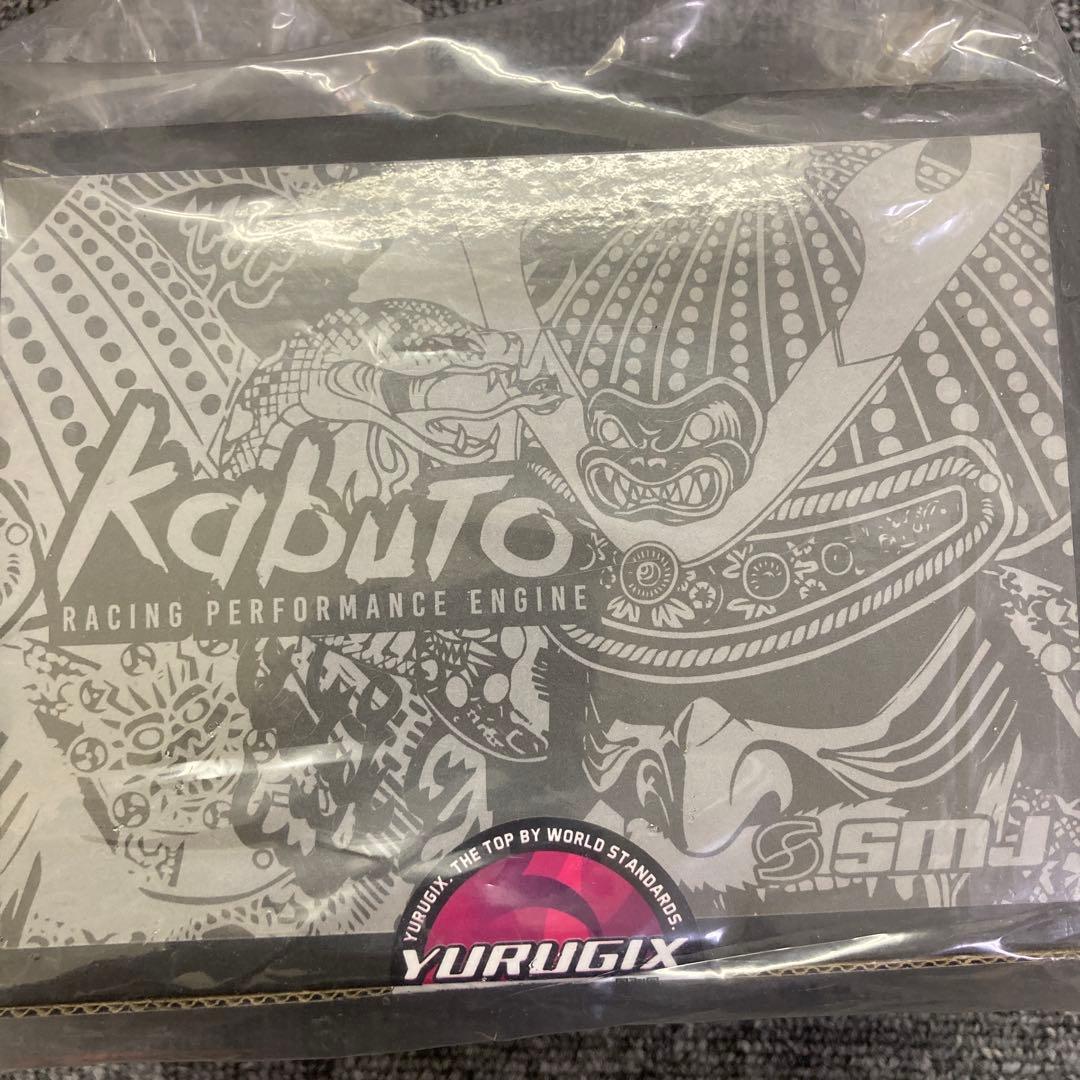 Kabuto
RACING PERFORMANCE ENGINE
SMJ
YURUGIX. THE TOP BY WORLD STANDARDS.
YURUGIX